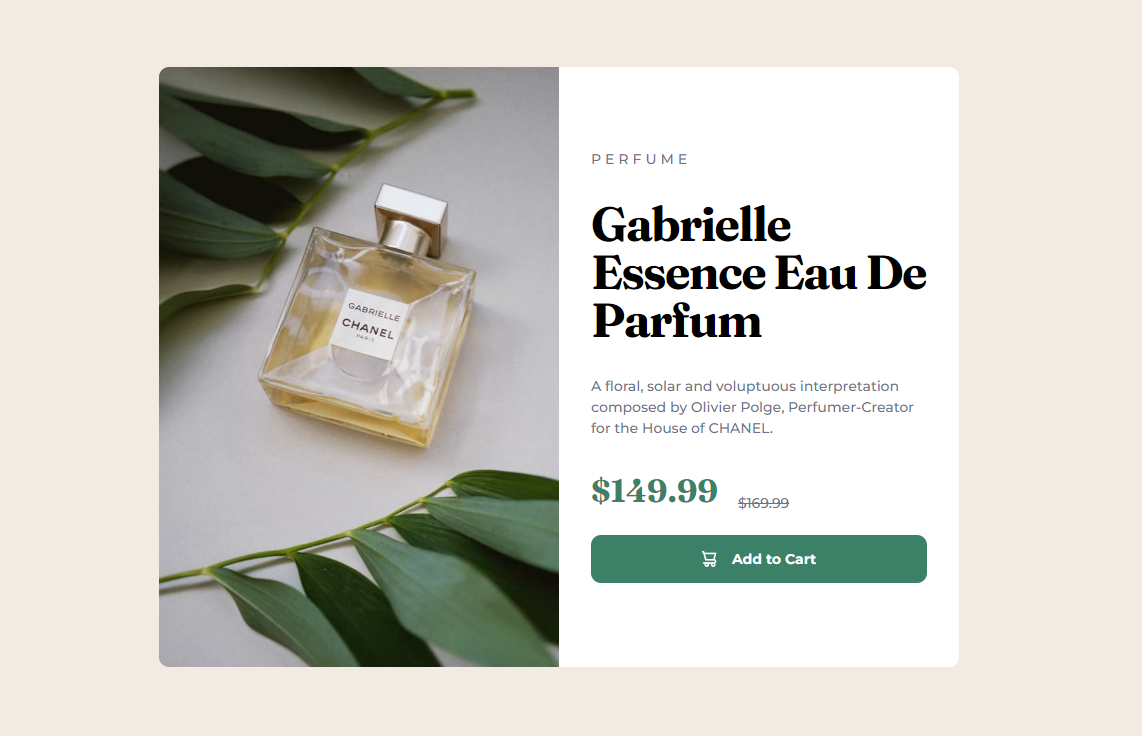 GABRIELLE
CHANEL
PARIS
PERFUME
Gabrielle
Essence Eau De
Parfum
A floral, solar and voluptuous interpretation
composed by Olivier Polge, Perfumer-Creator
for the House of CHANEL.
$149.99 $169.99
Add to Cart